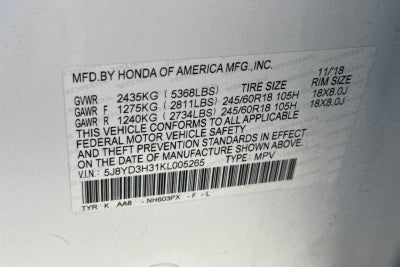 MFD.BY HONDA OF AMERICA MFG.,INC. 11/18
TIRE SIZE RIM SIZE
GVWR 2435KG (5368LBS)
GAWR F 1275KG (2811LBS) 245/60R18 105H 18X8.0J
GAWR R 1240KG (2734LBS) 245/60R18 105H 18X8.0J
THIS VEHICLE CONFORMS TO ALL APPLICABLE
FEDERAL MOTOR VEHICLE SAFETY
AND THEFT PREVENTION STANDARDS IN EFFECT
ON THE DATE OF MANUFACTURE SHOWN ABOVE.
V.I.N: 5J8YD3H31KL005265 TYPE: MPV
TYR K AA8 - NH603PX - F - L